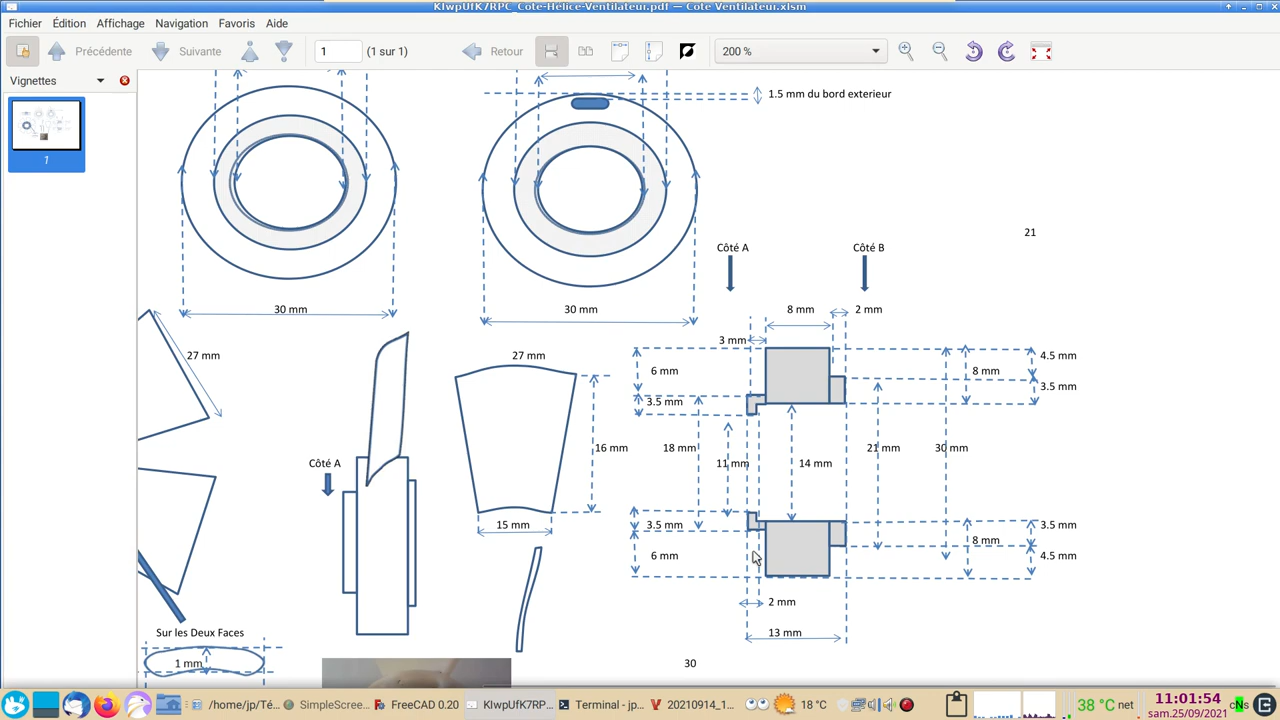 KIwpUfK7RPC_Cote-Helice-Ventilateur.pdf — Cote Ventilateur.xlsm
Fichier Édition Affichage Navigation Favoris Aide
Précédente Suivante 1 (1 sur 1) Retour 200 %
Vignettes
1
1.5 mm du bord exterieur
21
Côté A Côté B
30 mm 30 mm 8 mm 2 mm
3 mm
27 mm 27 mm 4.5 mm
6 mm 8 mm
3.5 mm
3.5 mm
16 mm 18 mm 21 mm 30 mm
Côté A 11 mm 14 mm
15 mm 3.5 mm 3.5 mm
8 mm
6 mm 4.5 mm
2 mm
Sur les Deux Faces 13 mm
1 mm 30
/home/jp/Té... SimpleScree... FreeCAD 0.20 KIwpUfK7RP... Terminal - jp... 20210914_1... 18 °C 38 °C net 11:01:54
sam.25/09/2021